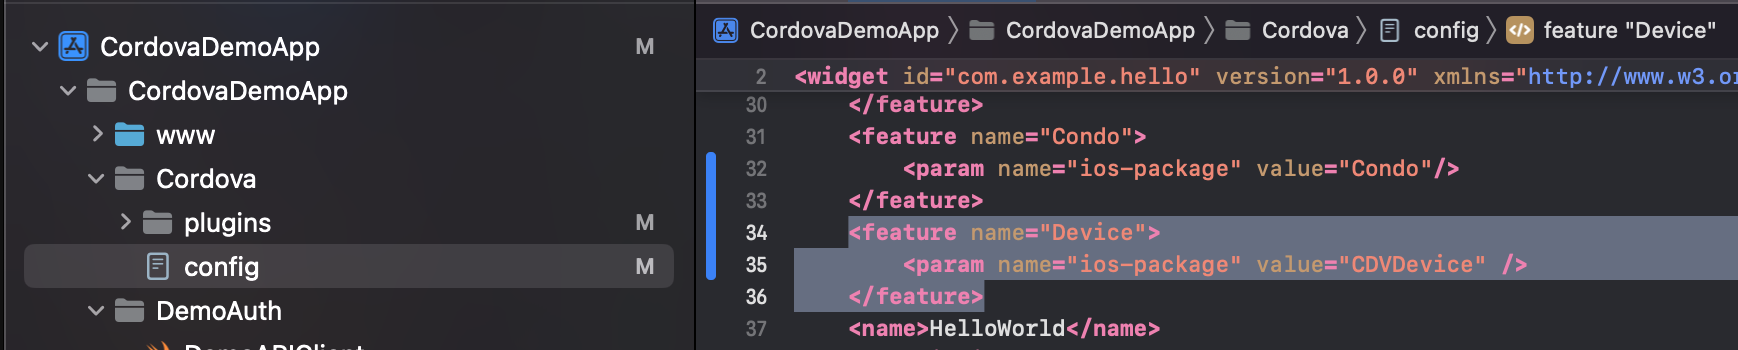 CordovaDemoApp M
CordovaDemoApp
www
Cordova
plugins M
config M
DemoAuth
DemoAPIClient
CordovaDemoApp CordovaDemoApp Cordova config feature "Device"
2 <widget id="com.example.hello" version="1.0.0" xmlns="http://www.w3.or
30 </feature>
31 <feature name="Condo">
32 <param name="ios-package" value="Condo"/>
33 </feature>
34 <feature name="Device">
35 <param name="ios-package" value="CDVDevice" />
36 </feature>
37 <name>HelloWorld</name>